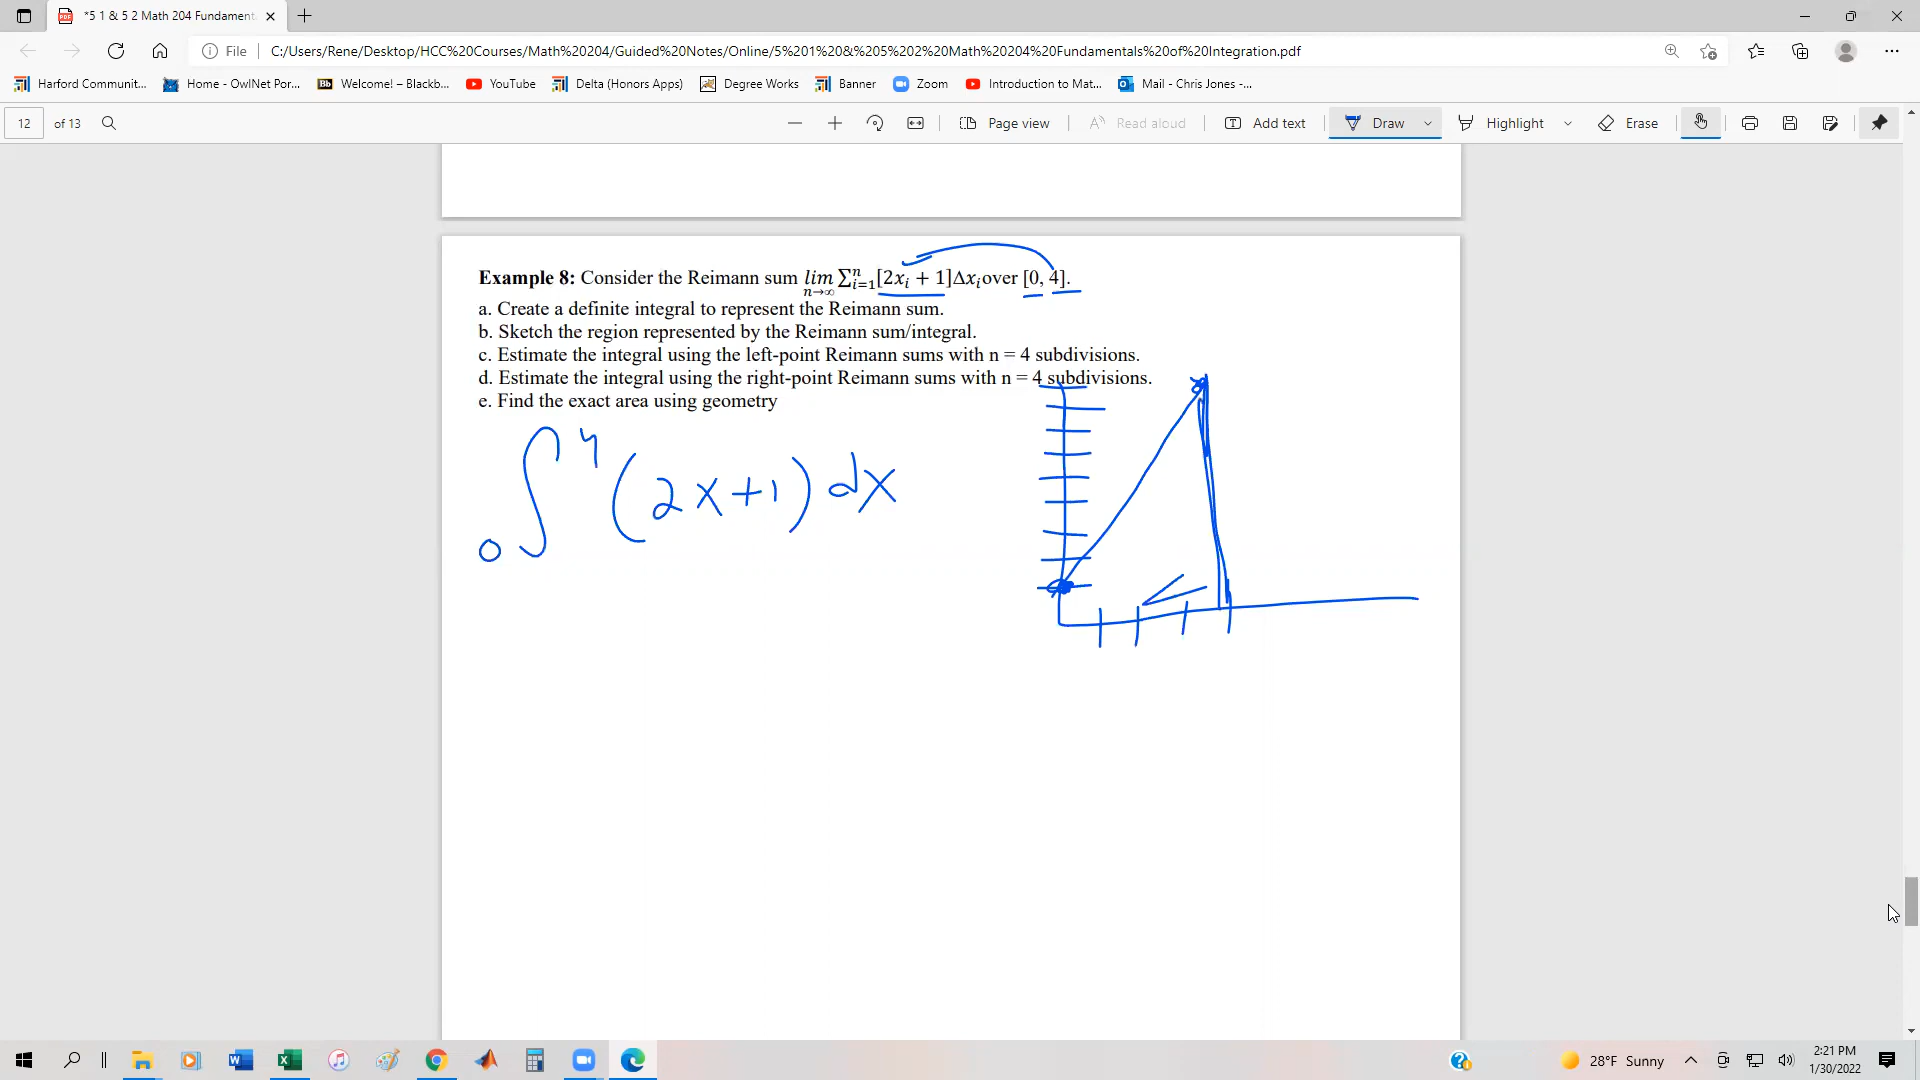 *5 1 & 5 2 Math 204 Fundament
File C:/Users/Rene/Desktop/HCC%20Courses/Math%20204/Guided%20Notes/Online/5%201%20&%205%202%20Math%20204%20Fundamentals%20of%20Integration.pdf
Harford Communit... Home - OwlNet Por... Bb Welcome! – Blackb... YouTube Delta (Honors Apps) Degree Works Banner Zoom Introduction to Mat... Mail - Chris Jones -...
12 of 13 Page view Read aloud Add text Draw Highlight Erase
Example 8: Consider the Reimann sum lim n→∞ ∑ⁿᵢ₌₁[2xᵢ + 1]Δxᵢover [0, 4].
a. Create a definite integral to represent the Reimann sum.
b. Sketch the region represented by the Reimann sum/integral.
c. Estimate the integral using the left-point Reimann sums with n = 4 subdivisions.
d. Estimate the integral using the right-point Reimann sums with n = 4 subdivisions.
e. Find the exact area using geometry
∫₀⁴ (2x+1) dx
28°F Sunny 2:21 PM
1/30/2022